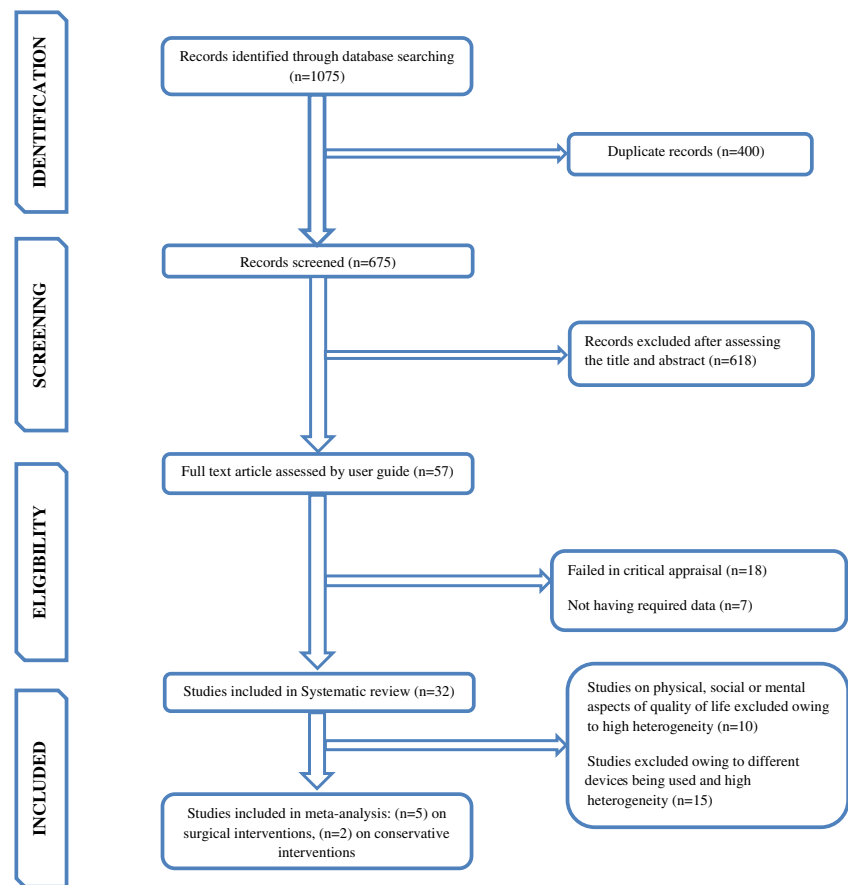 IDENTIFICATION
Records identified through database searching
(n=1075)
Duplicate records (n=400)
SCREENING
Records screened (n=675)
Records excluded after assessing
the title and abstract (n=618)
ELIGIBILITY
Full text article assessed by user guide (n=57)
Failed in critical appraisal (n=18)
Not having required data (n=7)
INCLUDED
Studies included in Systematic review (n=32)
Studies on physical, social or mental
aspects of quality of life excluded owing
to high heterogeneity (n=10)
Studies excluded owing to different
devices being used and high
heterogeneity (n=15)
Studies included in meta-analysis: (n=5) on
surgical interventions, (n=2) on conservative
interventions